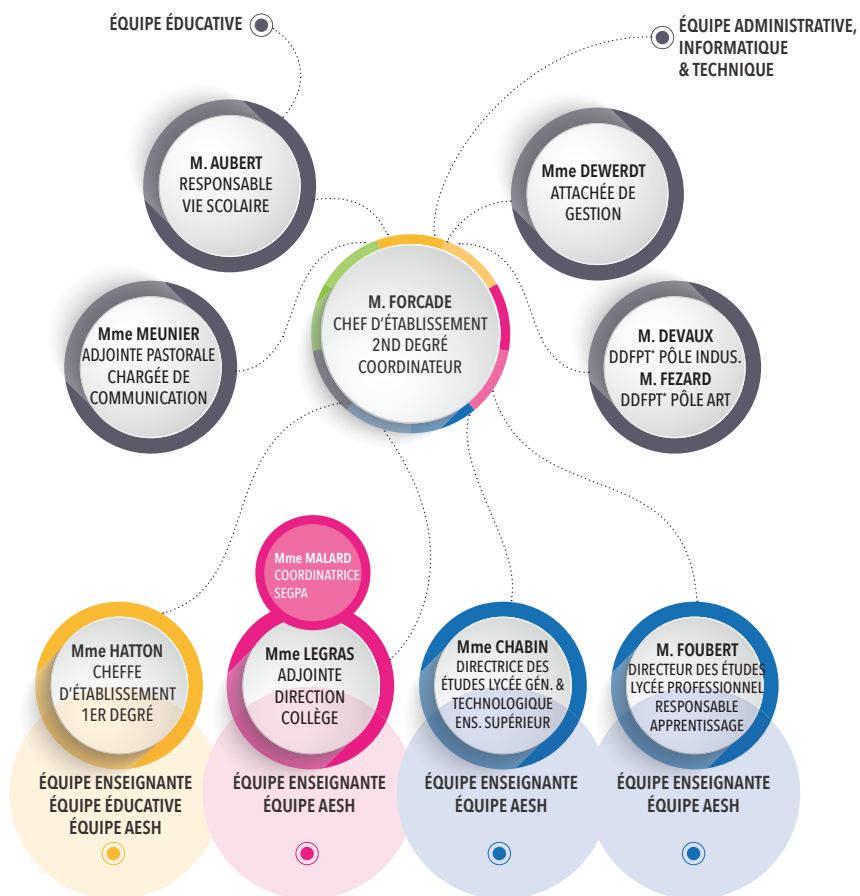 ÉQUIPE ÉDUCATIVE
ÉQUIPE ADMINISTRATIVE,
INFORMATIQUE
& TECHNIQUE
M. AUBERT
RESPONSABLE
VIE SCOLAIRE
Mme DEWERDT
ATTACHÉE DE
GESTION
M. FORCADE
CHEF D'ÉTABLISSEMENT
2ND DEGRÉ
COORDINATEUR
Mme MEUNIER
ADJOINTE PASTORALE
CHARGÉE DE
COMMUNICATION
M. DEVAUX
DDFPT* PÔLE INDUS.
M. FEZARD
DDFPT* PÔLE ART
Mme MALARD
COORDINATRICE
SEGPA
Mme HATTON
CHEFFE
D'ÉTABLISSEMENT
1ER DEGRÉ
Mme LEGRAS
ADJOINTE
DIRECTION
COLLÈGE
Mme CHABIN
DIRECTRICE DES
ÉTUDES LYCÉE GÉN. &
TECHNOLOGIQUE
ENS. SUPÉRIEUR
M. FOUBERT
DIRECTEUR DES ÉTUDES
LYCÉE PROFESSIONNEL
RESPONSABLE
APPRENTISSAGE
ÉQUIPE ENSEIGNANTE
ÉQUIPE ÉDUCATIVE
ÉQUIPE AESH
ÉQUIPE ENSEIGNANTE
ÉQUIPE AESH
ÉQUIPE ENSEIGNANTE
ÉQUIPE AESH
ÉQUIPE ENSEIGNANTE
ÉQUIPE AESH